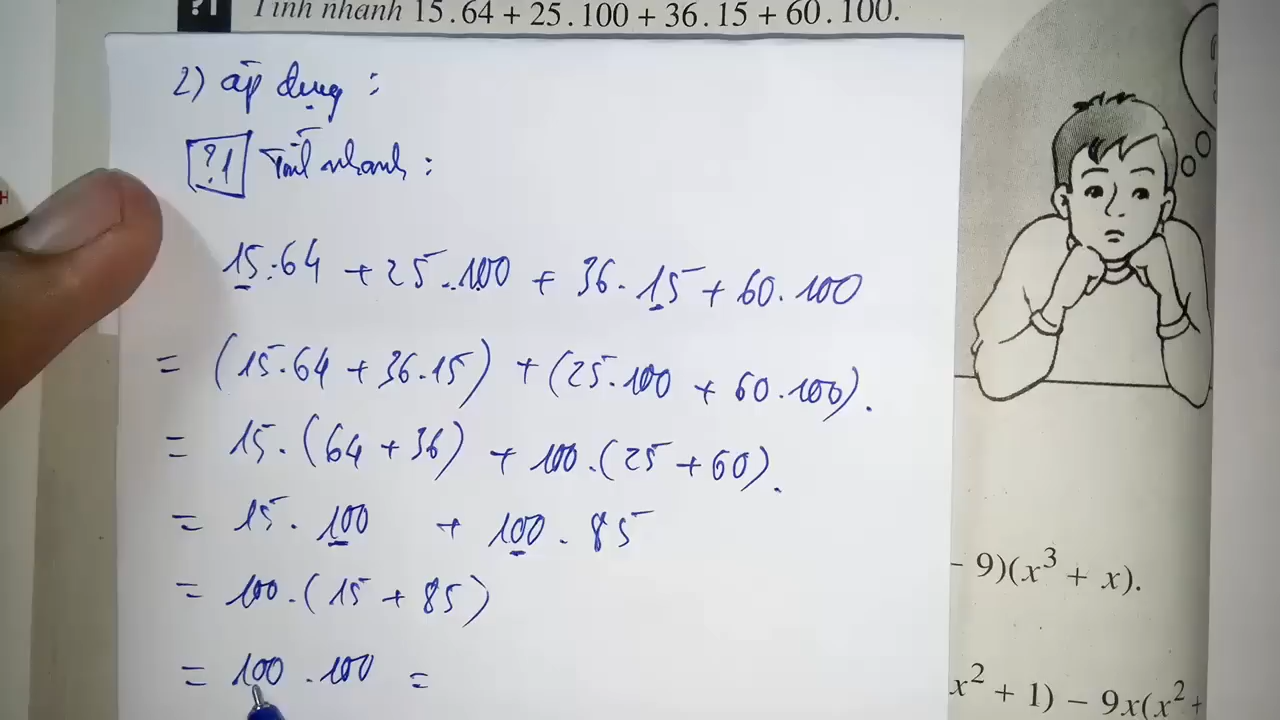 ?1 Tính nhanh 15.64 + 25.100 + 36.15 + 60.100.
2) áp dụng :
?1 Tính nhanh :
15.64 + 25.100 + 36.15 + 60.100
= (15.64 + 36.15) + (25.100 + 60.100).
= 15.(64 + 36) + 100.(25 + 60).
= 15.100 + 100.85
= 100.(15 + 85)
= 100.100 =
- 9)(x³ + x).
x² + 1) - 9x(x² +